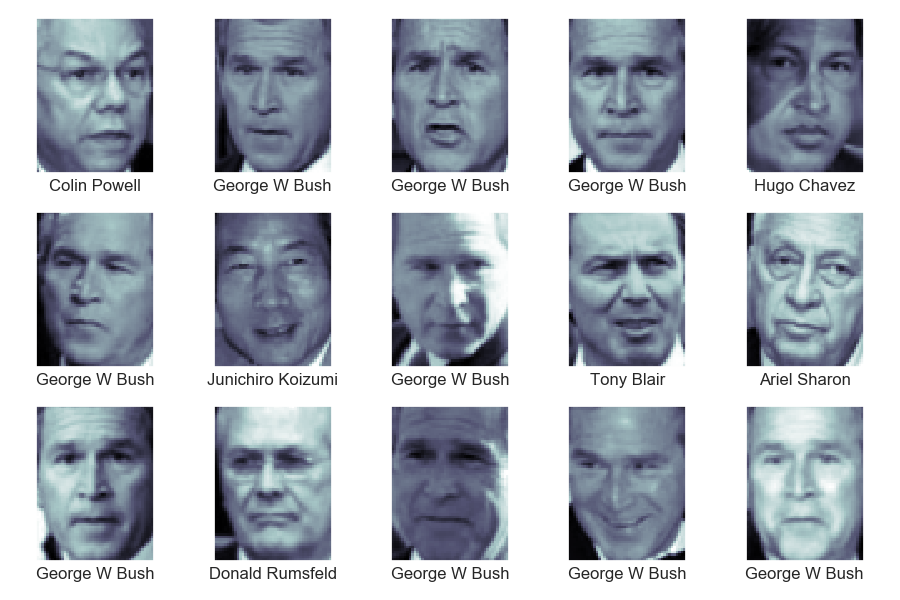 Colin Powell
George W Bush
George W Bush
George W Bush
Hugo Chavez
George W Bush
Junichiro Koizumi
George W Bush
Tony Blair
Ariel Sharon
George W Bush
Donald Rumsfeld
George W Bush
George W Bush
George W Bush